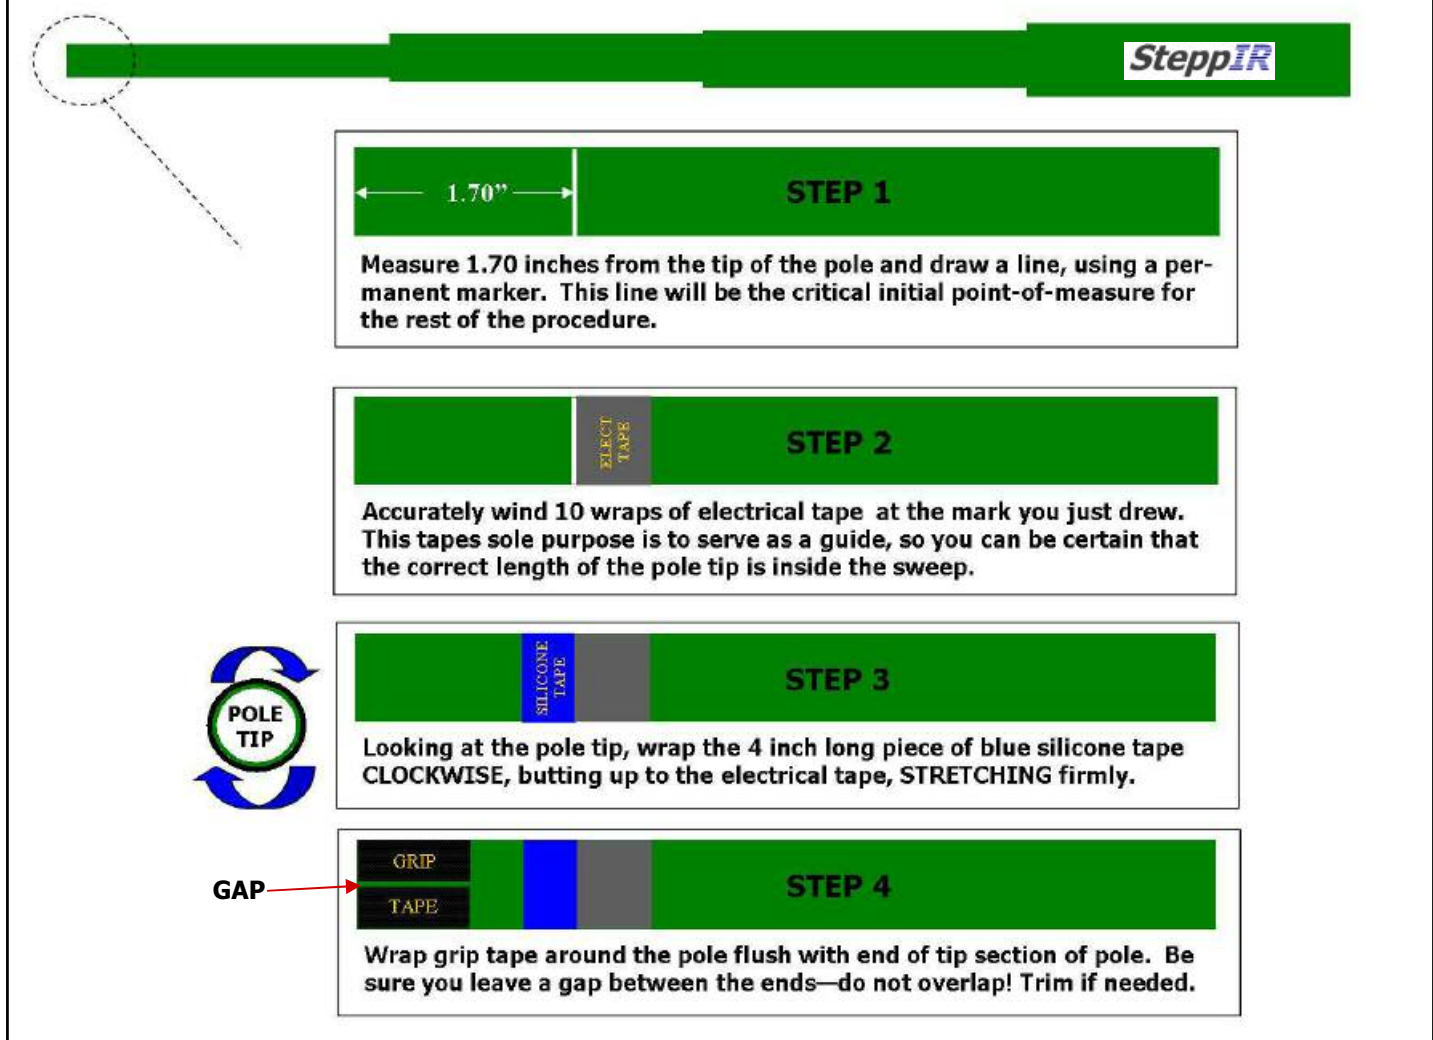 SteppIR
1.70”
STEP 1
Measure 1.70 inches from the tip of the pole and draw a line, using a per-
manent marker.  This line will be the critical initial point-of-measure for
the rest of the procedure.
ELECT
TAPE
STEP 2
Accurately wind 10 wraps of electrical tape  at the mark you just drew.
This tapes sole purpose is to serve as a guide, so you can be certain that
the correct length of the pole tip is inside the sweep.
POLE
TIP
SILICONE
TAPE
STEP 3
Looking at the pole tip, wrap the 4 inch long piece of blue silicone tape
CLOCKWISE, butting up to the electrical tape, STRETCHING firmly.
GAP
GRIP
TAPE
STEP 4
Wrap grip tape around the pole flush with end of tip section of pole.  Be
sure you leave a gap between the ends—do not overlap! Trim if needed.